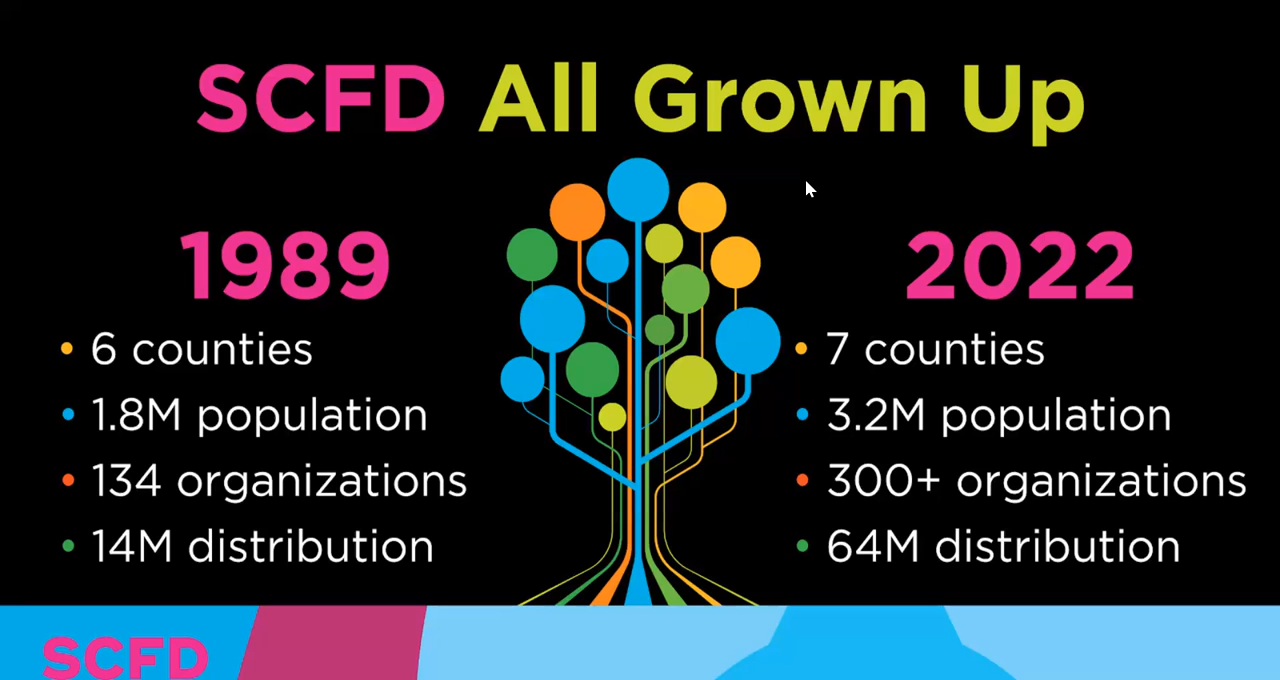 SCFD All Grown Up
1989
• 6 counties
• 1.8M population
• 134 organizations
• 14M distribution
2022
• 7 counties
• 3.2M population
• 300+ organizations
• 64M distribution
SCFD